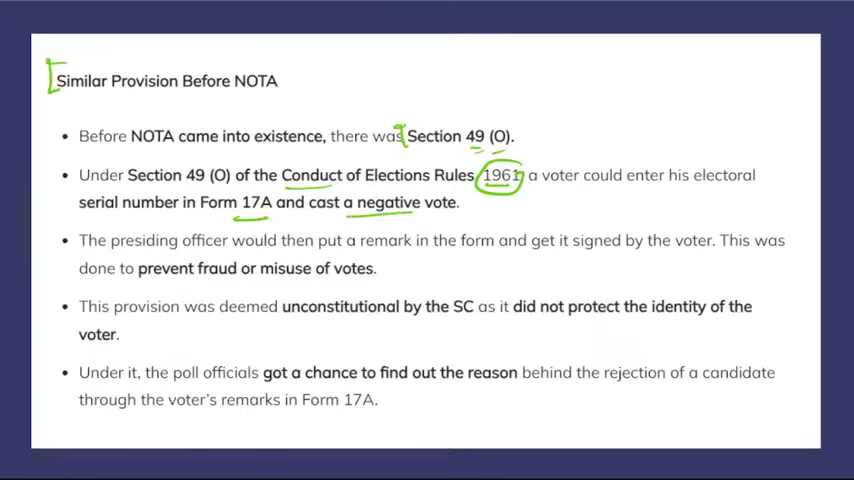 Similar Provision Before NOTA
• Before NOTA came into existence, there was Section 49 (O).
• Under Section 49 (O) of the Conduct of Elections Rules 1961 a voter could enter his electoral
serial number in Form 17A and cast a negative vote.
• The presiding officer would then put a remark in the form and get it signed by the voter. This was
done to prevent fraud or misuse of votes.
• This provision was deemed unconstitutional by the SC as it did not protect the identity of the
voter.
• Under it, the poll officials got a chance to find out the reason behind the rejection of a candidate
through the voter's remarks in Form 17A.